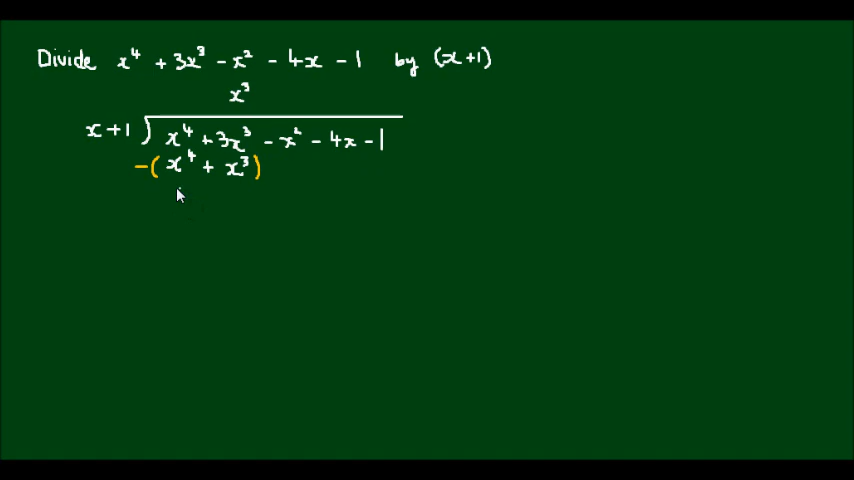 Divide x⁴ + 3x³ - x² - 4x - 1 by (x+1)
x³
x+1 ) x⁴ + 3x³ - x² - 4x - 1
-( x⁴ + x³ )